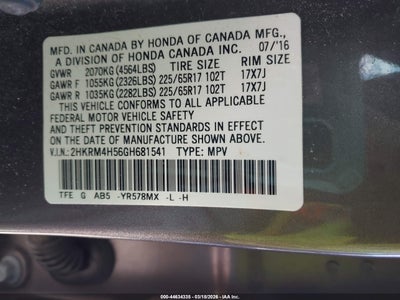 MFD. IN CANADA BY HONDA OF CANADA MFG.,
A DIVISION OF HONDA CANADA INC. 07/'16
GVWR 2070KG (4564LBS) TIRE SIZE RIM SIZE
GAWR F 1055KG (2326LBS) 225/65R17 102T 17X7J
GAWR R 1035KG (2282LBS) 225/65R17 102T 17X7J
THIS VEHICLE CONFORMS TO ALL APPLICABLE
FEDERAL MOTOR VEHICLE SAFETY
AND THEFT PREVENTION STANDARDS IN EFFECT
ON THE DATE OF MANUFACTURE SHOWN ABOVE.
V.I.N.: 2HKRM4H56GH681541 TYPE: MPV
TFE G AB5 -YR578MX -L -H
000-44634335 - 03/18/2026 - IAA